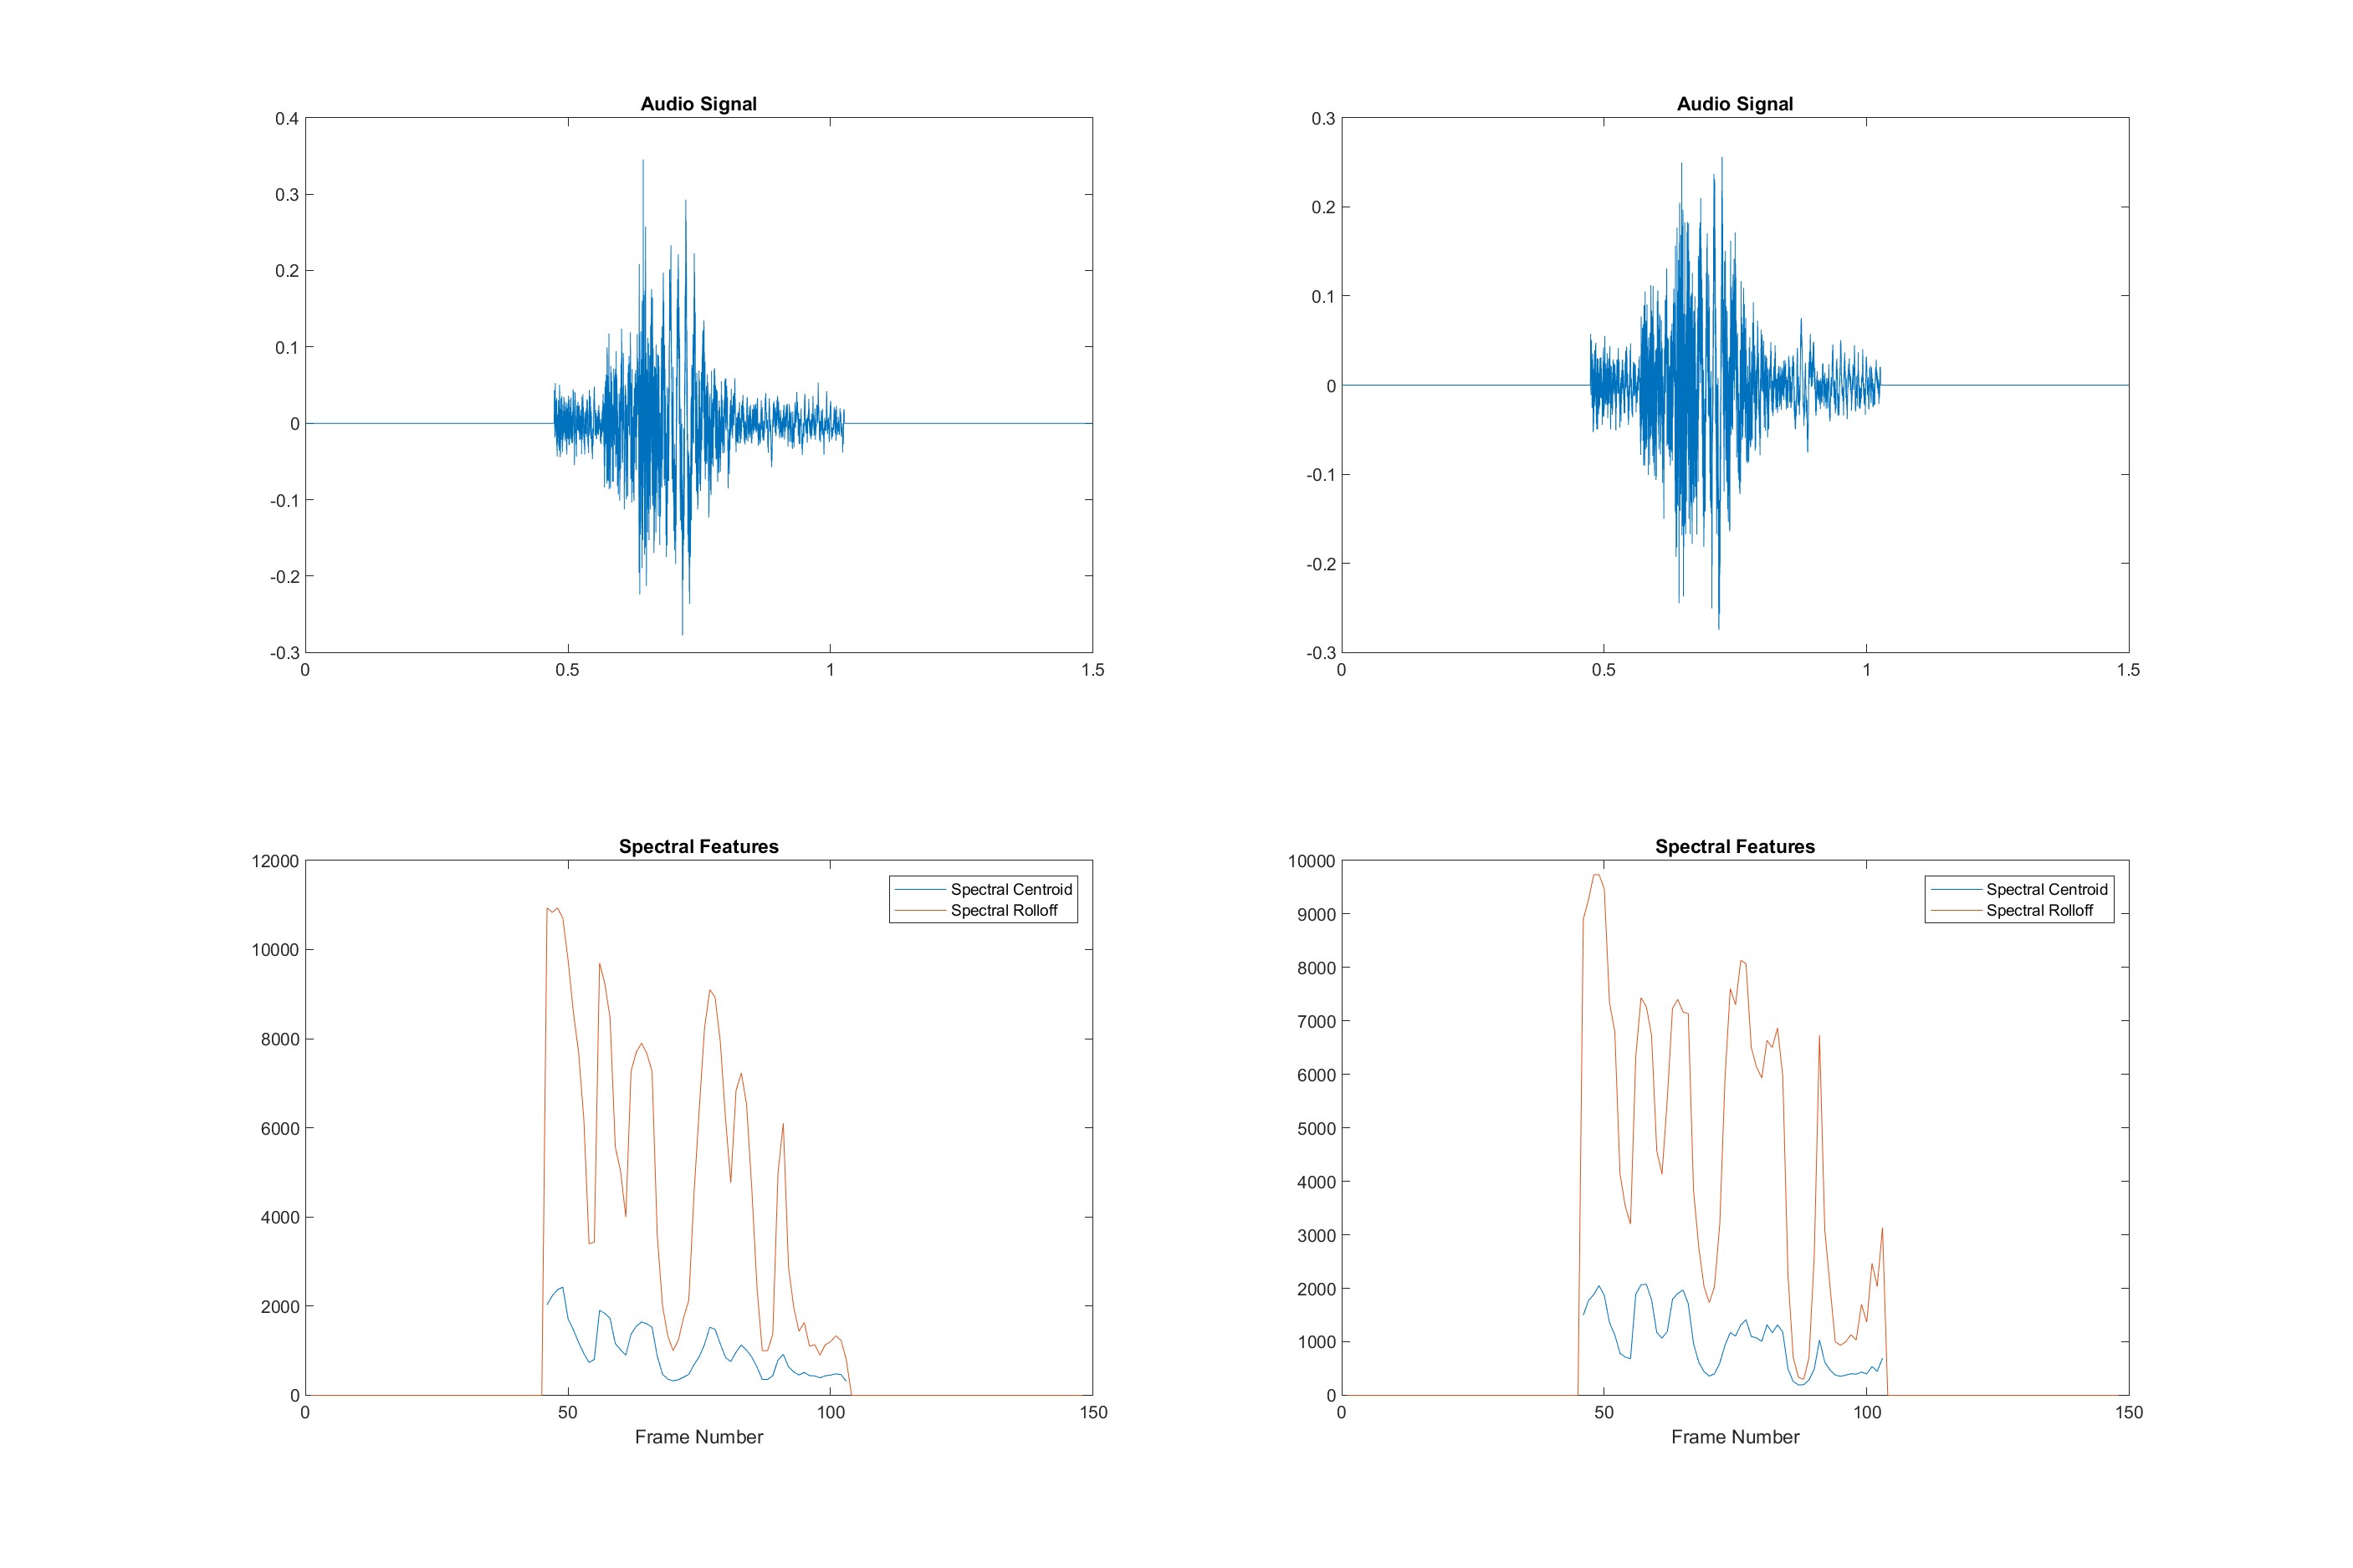 Audio Signal
0.4
0.3
0.2
0.1
0
-0.1
-0.2
-0.3
0 0.5 1 1.5
Audio Signal
0.3
0.2
0.1
0
-0.1
-0.2
-0.3
0 0.5 1 1.5
Spectral Features
12000
10000
8000
6000
4000
2000
0
Spectral Centroid
Spectral Rolloff
0 50 100 150
Frame Number
Spectral Features
10000
9000
8000
7000
6000
5000
4000
3000
2000
1000
0
Spectral Centroid
Spectral Rolloff
0 50 100 150
Frame Number